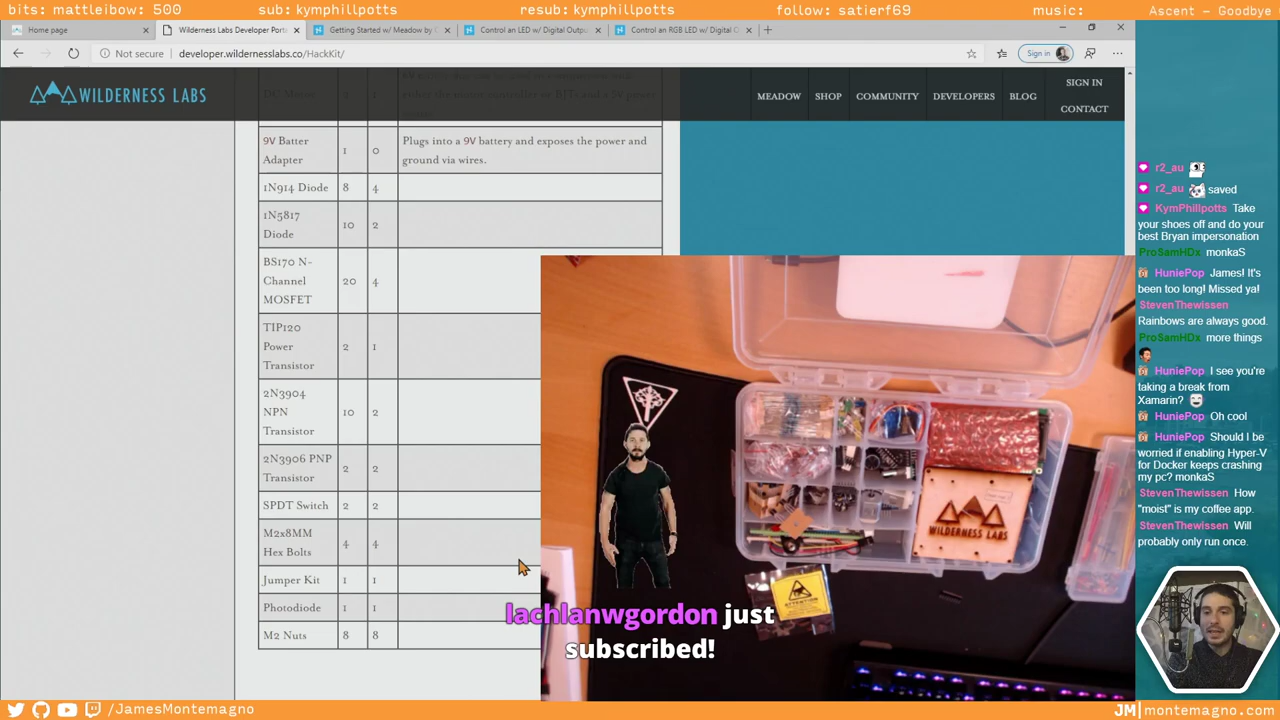 bits: mattleibow: 500
sub: kymphillpotts
resub: kymphillpotts
follow: satierf69
music:
Ascent - Goodbye
Home page
Wilderness Labs Developer Port
Getting Started w/ Meadow by
Control an LED w/ Digital Outpu
Control an RGB LED w/ Digital O
Not secure
developer.wildernesslabs.co/HackKit/
Sign in
WILDERNESS LABS
MEADOW
SHOP
COMMUNITY
DEVELOPERS
BLOG
SIGN IN
CONTACT
DC Motor 2 1
9V Batter
Adapter
1 0
Plugs into a 9V battery and exposes the power and
ground via wires.
1N914 Diode 8 4
1N5817
Diode
10 2
BS170 N-
Channel
MOSFET
20 4
TIP120
Power
Transistor
2 1
2N3904
NPN
Transistor
10 2
2N3906 PNP
Transistor
2 2
SPDT Switch 2 2
M2x8MM
Hex Bolts
4 4
Jumper Kit 1 1
Photodiode 1 1
M2 Nuts 8 8
WILDERNESS LABS
ATTENTION
lachlanwgordon just
subscribed!
r2_au
r2_au saved
KymPhillpotts Take
your shoes off and do your
best Bryan impersonation
ProSamHDx monkaS
HuniePop James! It's
been too long! Missed ya!
StevenThewissen
Rainbows are always good.
ProSamHDx more things
HuniePop I see you're
taking a break from
Xamarin?
HuniePop Oh cool
HuniePop Should I be
worried if enabling Hyper-V
for Docker keeps crashing
my pc? monkaS
StevenThewissen How
"moist" is my coffee app.
StevenThewissen Will
probably only run once.
/JamesMontemagno
JM montemagno.com